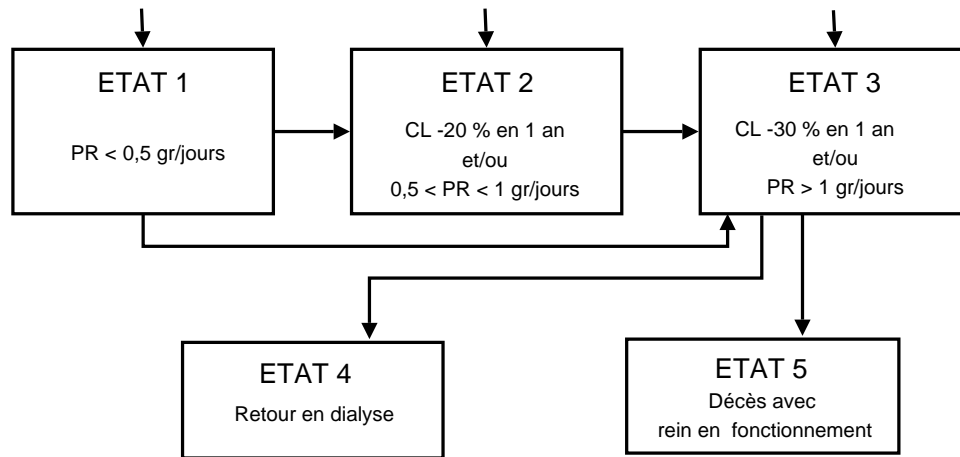 ETAT 1
PR < 0,5 gr/jours
ETAT 2
CL -20 % en 1 an
et/ou
0,5 < PR < 1 gr/jours
ETAT 3
CL -30 % en 1 an
et/ou
PR > 1 gr/jours
ETAT 4
Retour en dialyse
ETAT 5
Décès avec
rein en fonctionnement